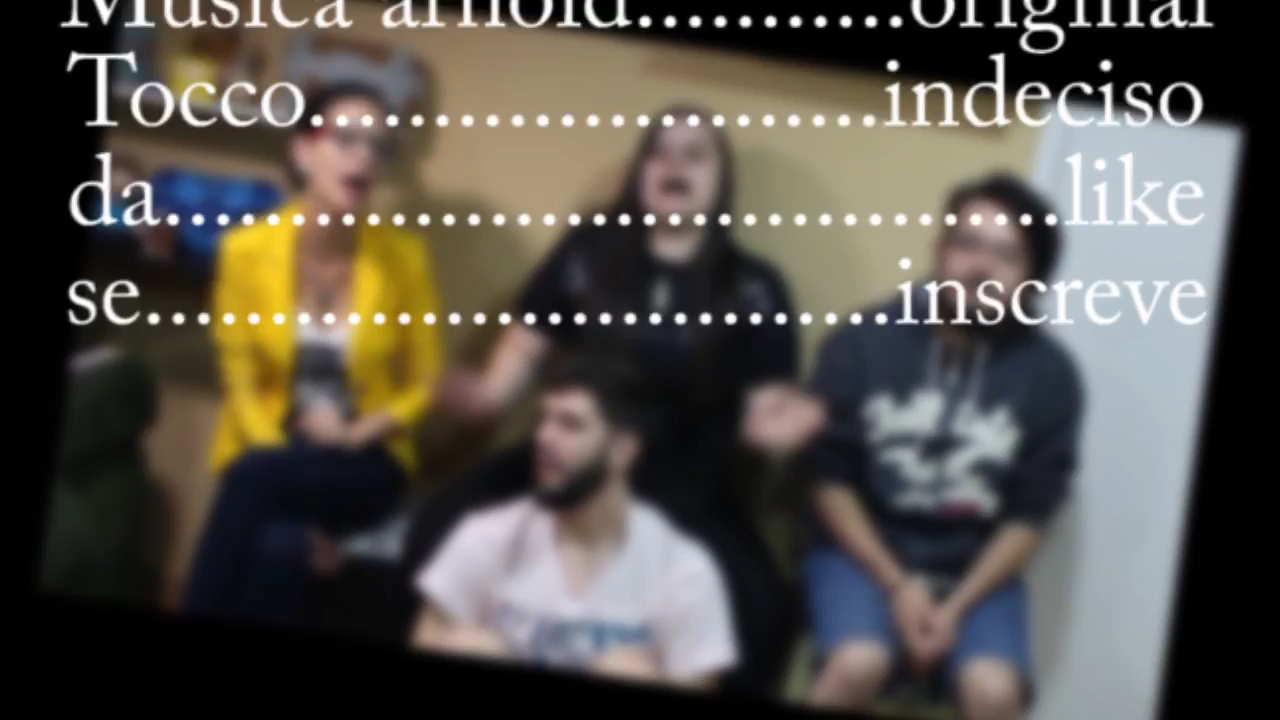 Musica arnold...........original
Tocco.......................indeciso
da....................................like
se..............................inscreve